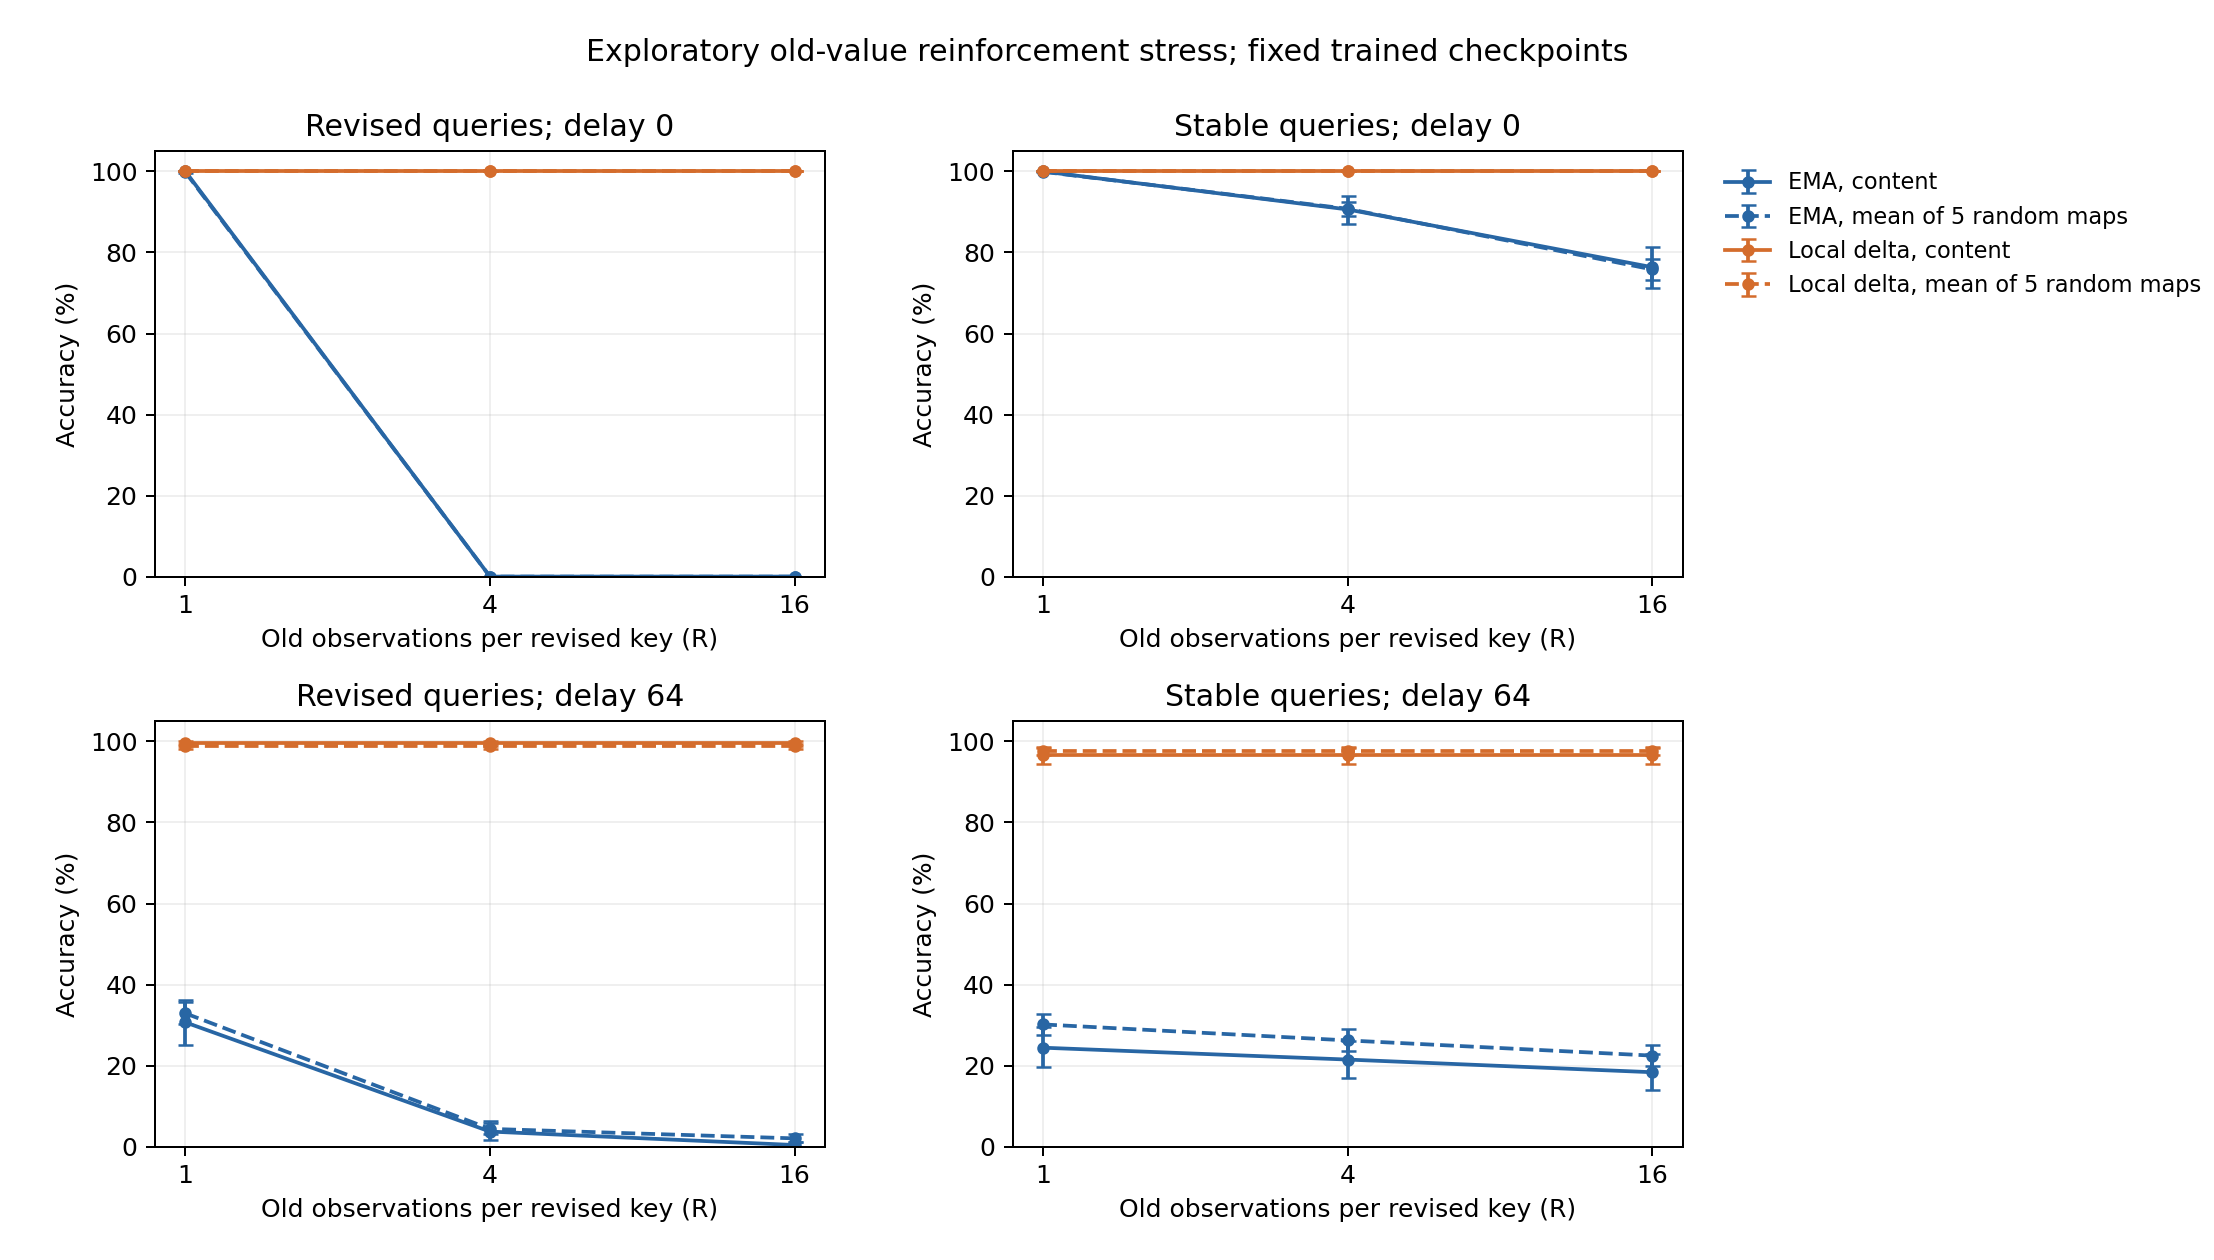 Exploratory old-value reinforcement stress; fixed trained checkpoints
Revised queries; delay 0
100
80
60
40
20
0
Accuracy (%)
1 4 16
Old observations per revised key (R)
Stable queries; delay 0
100
80
60
40
20
0
Accuracy (%)
1 4 16
Old observations per revised key (R)
EMA, content
EMA, mean of 5 random maps
Local delta, content
Local delta, mean of 5 random maps
Revised queries; delay 64
100
80
60
40
20
0
Accuracy (%)
1 4 16
Old observations per revised key (R)
Stable queries; delay 64
100
80
60
40
20
0
Accuracy (%)
1 4 16
Old observations per revised key (R)